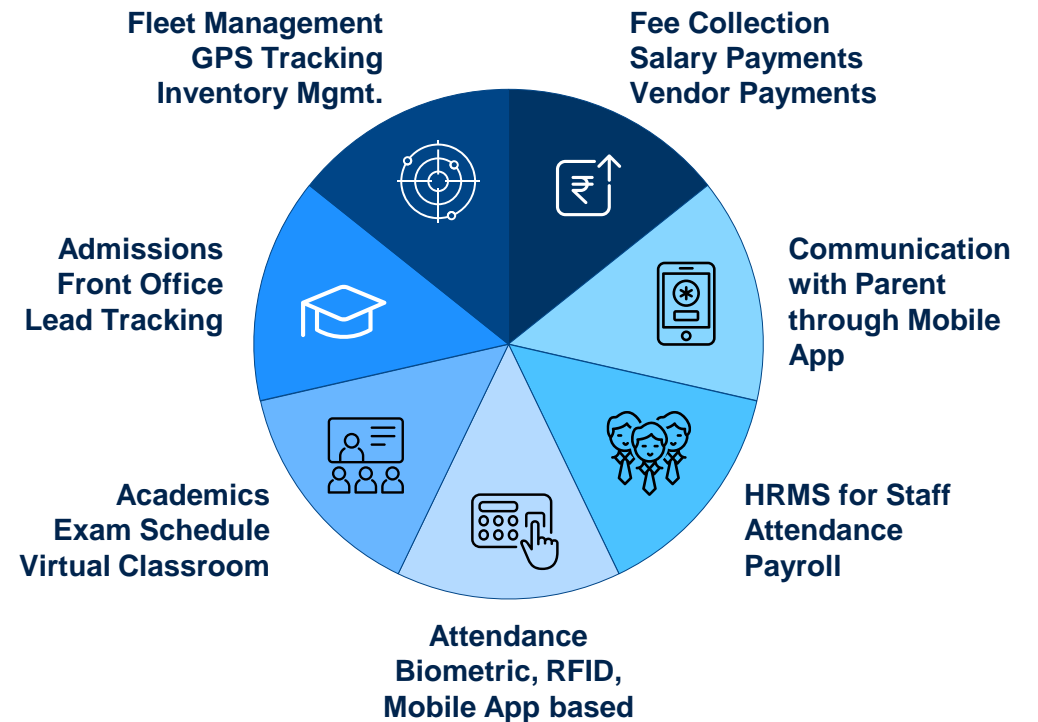 Fleet Management
GPS Tracking
Inventory Mgmt.
Fee Collection
Salary Payments
Vendor Payments
₹
Admissions
Front Office
Lead Tracking
Communication
with Parent
through Mobile
App
Academics
Exam Schedule
Virtual Classroom
HRMS for Staff
Attendance
Payroll
Attendance
Biometric, RFID,
Mobile App based